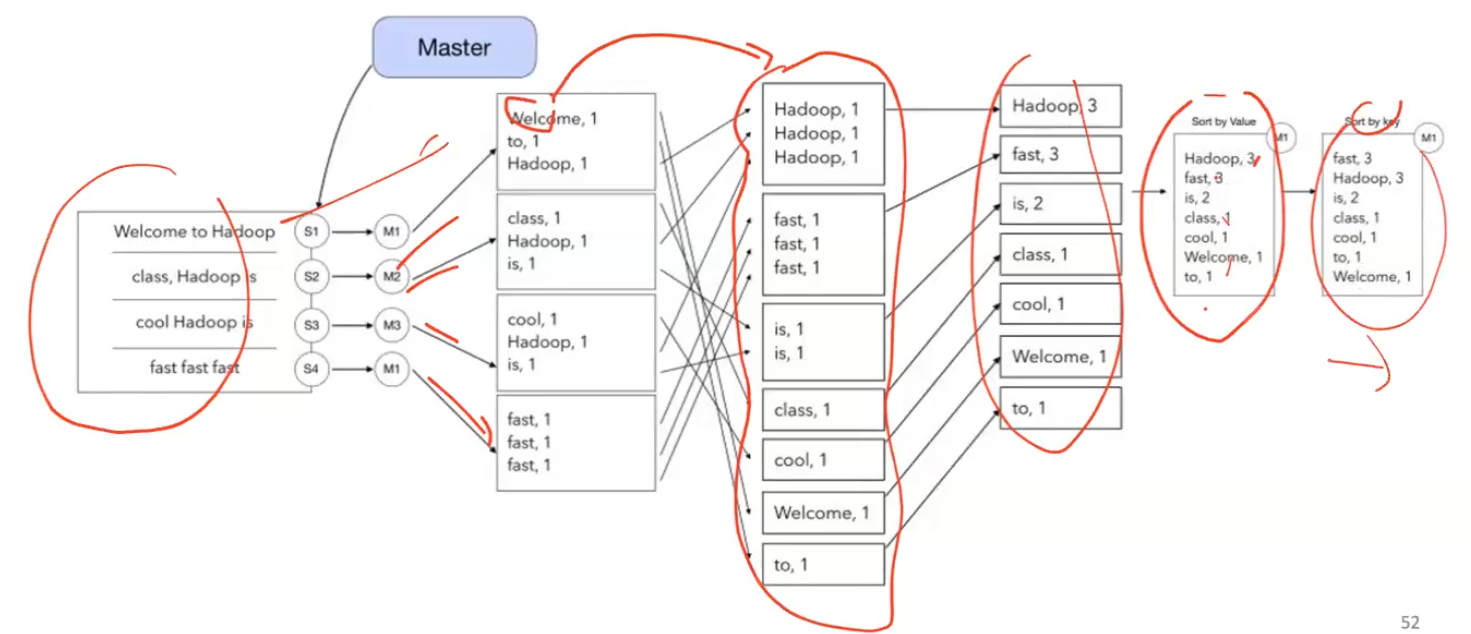 Master
Welcome to Hadoop
class, Hadoop is
cool Hadoop is
fast fast fast
S1
S2
S3
S4
M1
M2
M3
M1
Welcome, 1
to, 1
Hadoop, 1
class, 1
Hadoop, 1
is, 1
cool, 1
Hadoop, 1
is, 1
fast, 1
fast, 1
fast, 1
Hadoop, 1
Hadoop, 1
Hadoop, 1
fast, 1
fast, 1
fast, 1
is, 1
is, 1
class, 1
cool, 1
Welcome, 1
to, 1
Hadoop, 3
fast, 3
is, 2
class, 1
cool, 1
Welcome, 1
to, 1
Sort by Value
M1
Hadoop, 3
fast, 3
is, 2
class, 1
cool, 1
Welcome, 1
to, 1
Sort by key
M1
fast, 3
Hadoop, 3
is, 2
class, 1
cool, 1
to, 1
Welcome, 1
52